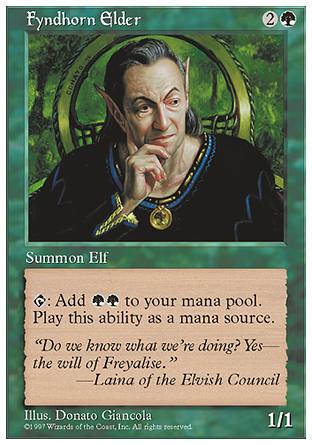 Fyndhorn Elder 2
Summon Elf
: Add to your mana pool.
Play this ability as a mana source.
"Do we know what we're doing? Yes—
the will of Freyalise."
—Laina of the Elvish Council
Illus. Donato Giancola
©1997 Wizards of the Coast, Inc. All rights reserved.
1/1